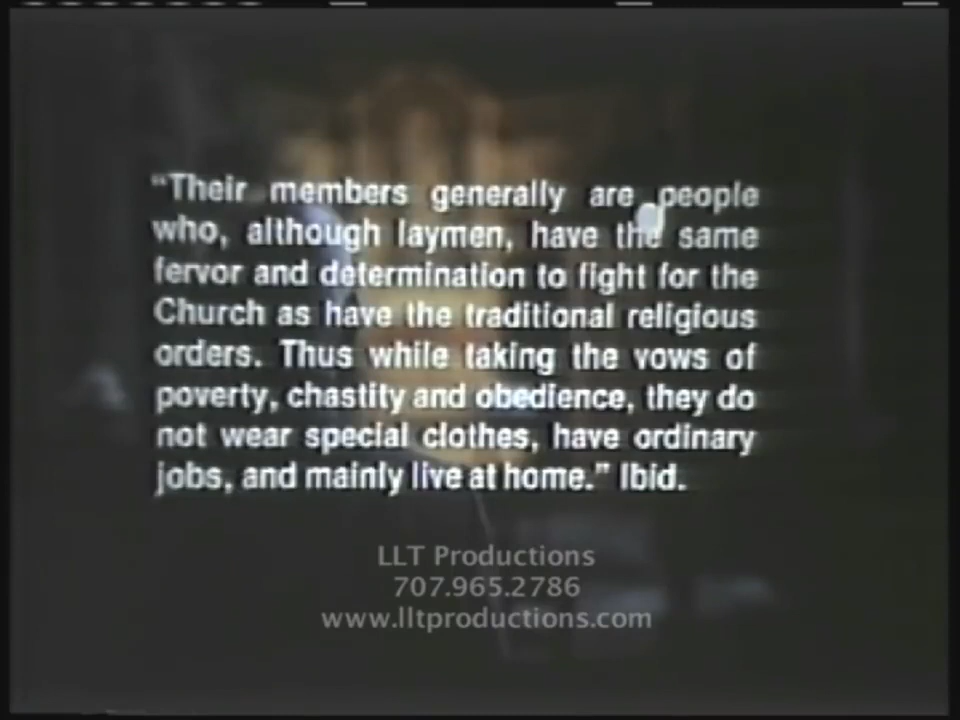 “Their members generally are people
who, although laymen, have the same
fervor and determination to fight for the
Church as have the traditional religious
orders. Thus while taking the vows of
poverty, chastity and obedience, they do
not wear special clothes, have ordinary
jobs, and mainly live at home.” Ibid.
LLT Productions
707.965.2786
www.lltproductions.com